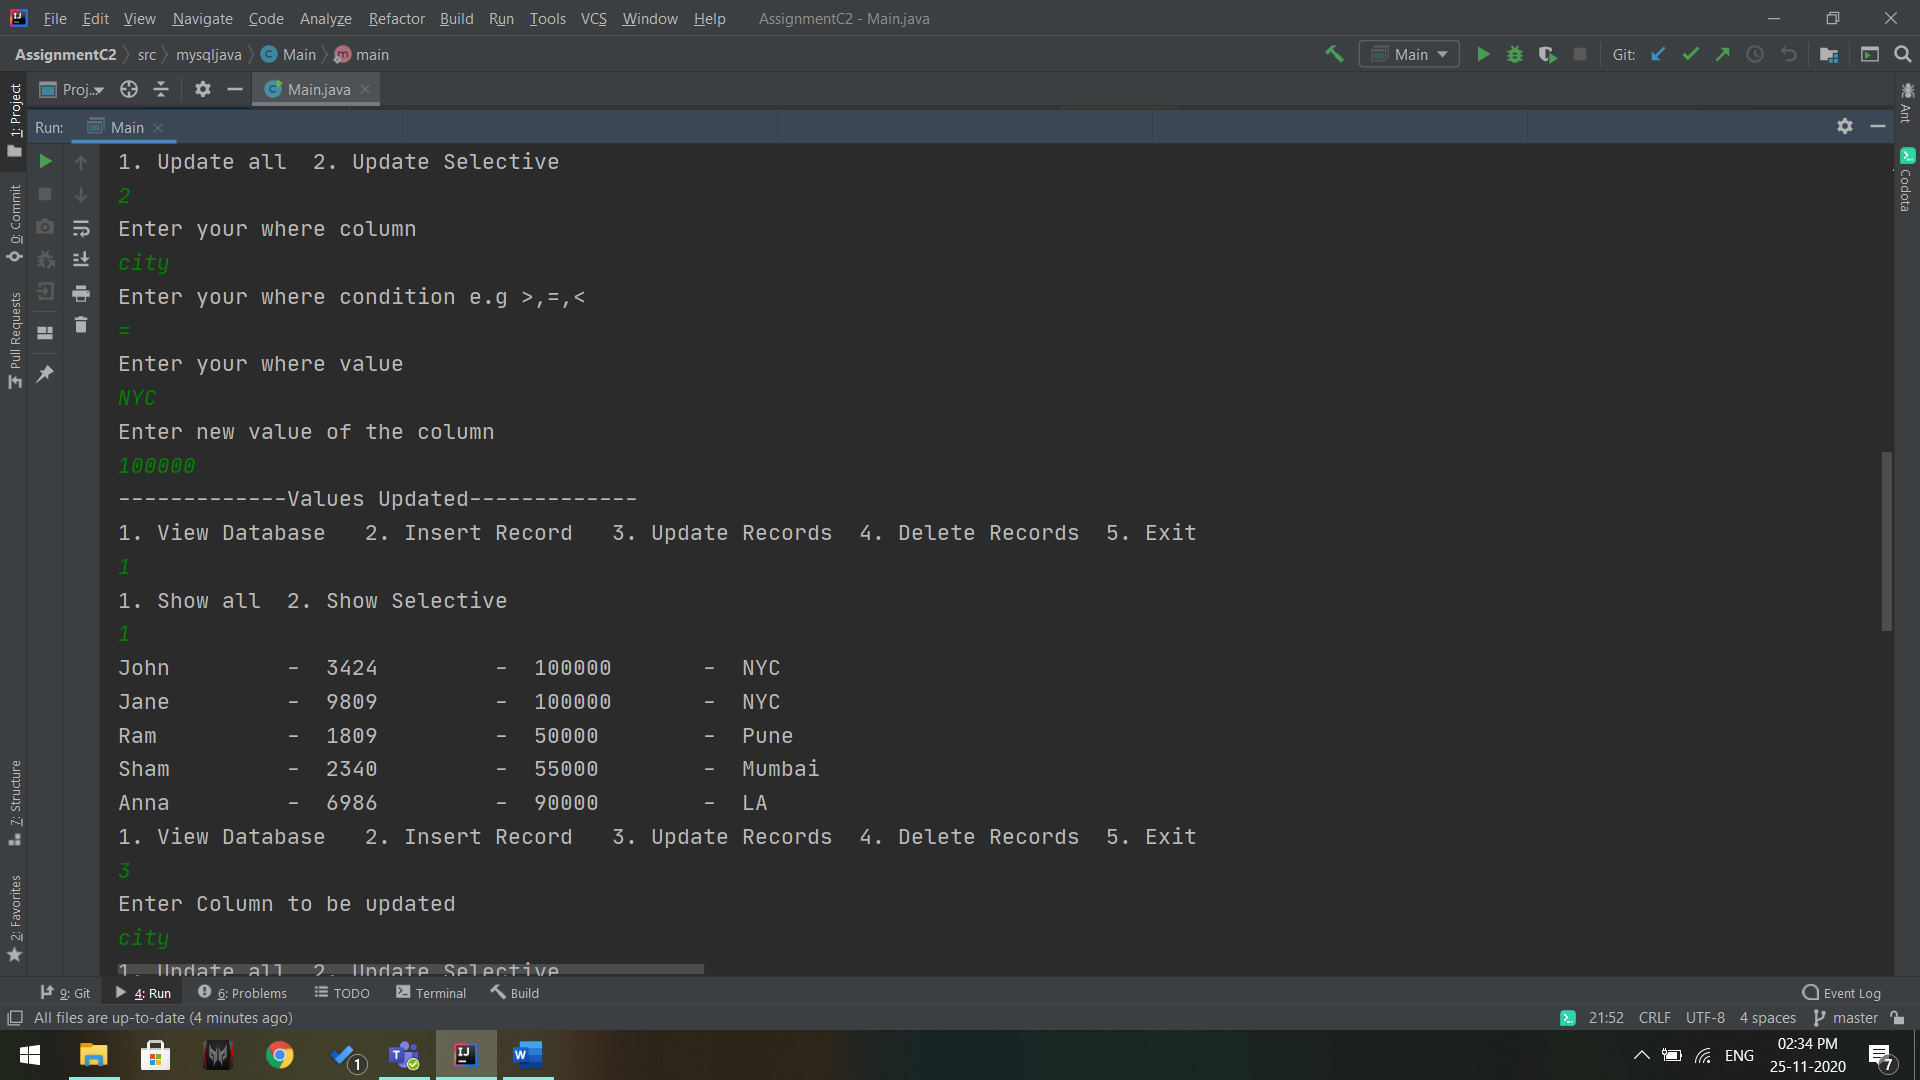 File Edit View Navigate Code Analyze Refactor Build Run Tools VCS Window Help AssignmentC2 - Main.java
AssignmentC2 src mysqljava Main main Main Git:
Proj... Main.java
Run: Main
1: Project
0: Commit
Pull Requests
7: Structure
2: Favorites
Ant
Codota
1. Update all  2. Update Selective
2
Enter your where column
city
Enter your where condition e.g >,=,<
=
Enter your where value
NYC
Enter new value of the column
100000
-------------Values Updated-------------
1. View Database   2. Insert Record   3. Update Records  4. Delete Records  5. Exit
1
1. Show all  2. Show Selective
1
John         -  3424         -  100000       -  NYC
Jane         -  9809         -  100000       -  NYC
Ram          -  1809         -  50000        -  Pune
Sham         -  2340         -  55000        -  Mumbai
Anna         -  6986         -  90000        -  LA
1. View Database   2. Insert Record   3. Update Records  4. Delete Records  5. Exit
3
Enter Column to be updated
city
1. Update all  2. Update Selective
9: Git 4: Run 6: Problems TODO Terminal Build Event Log
All files are up-to-date (4 minutes ago) 21:52 CRLF UTF-8 4 spaces master
1 ENG 02:34 PM
25-11-2020 7